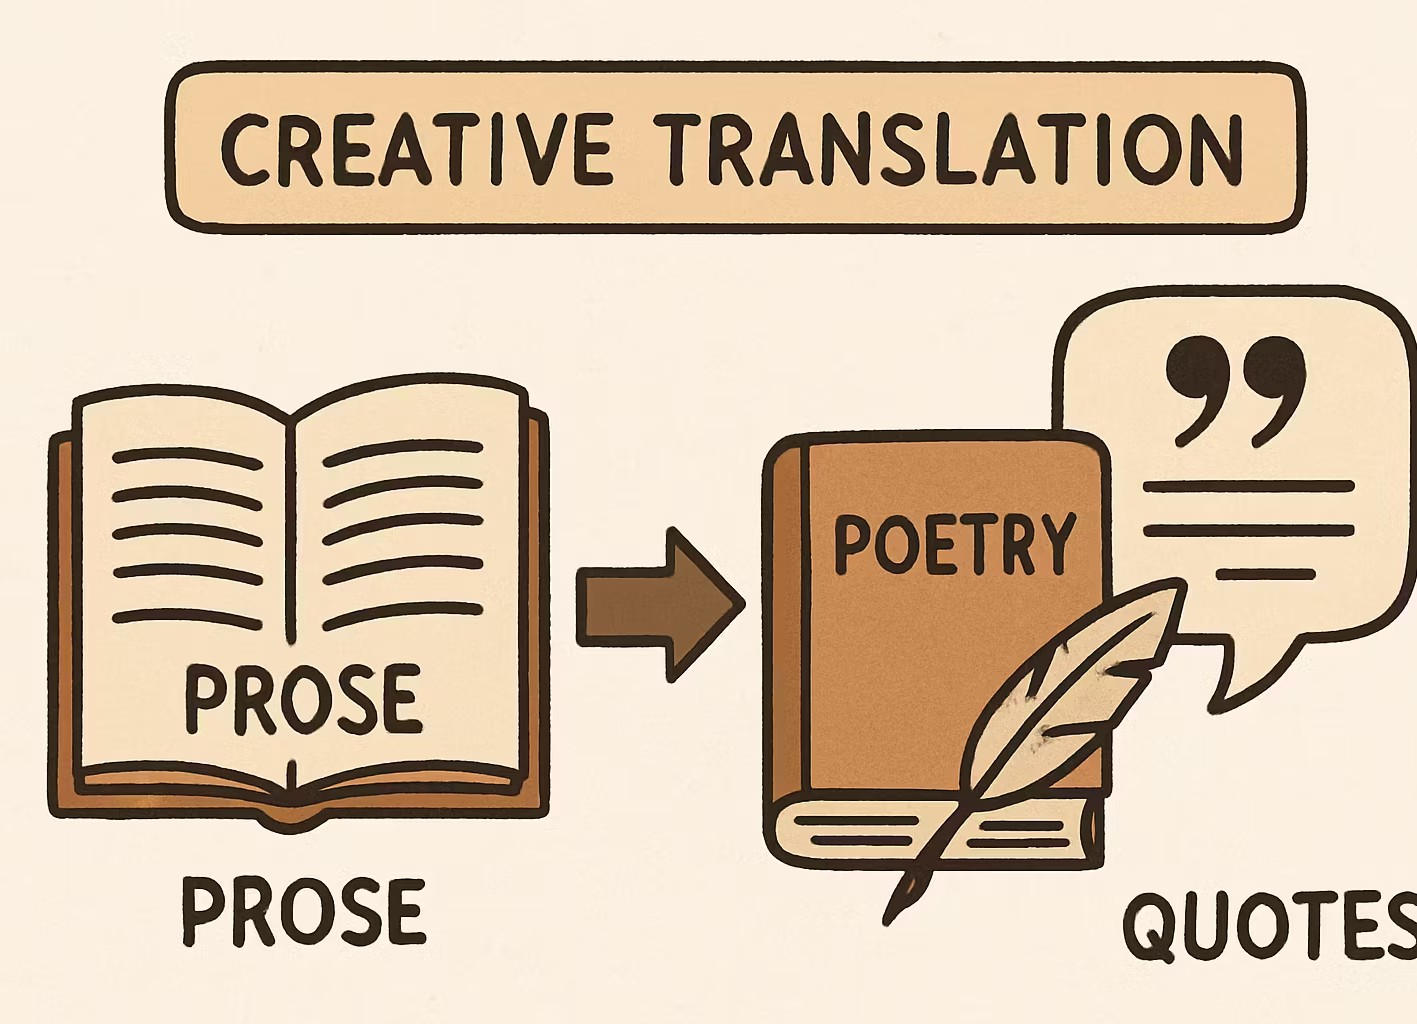 CREATIVE TRANSLATION
POETRY
PROSE
PROSE
QUOTES